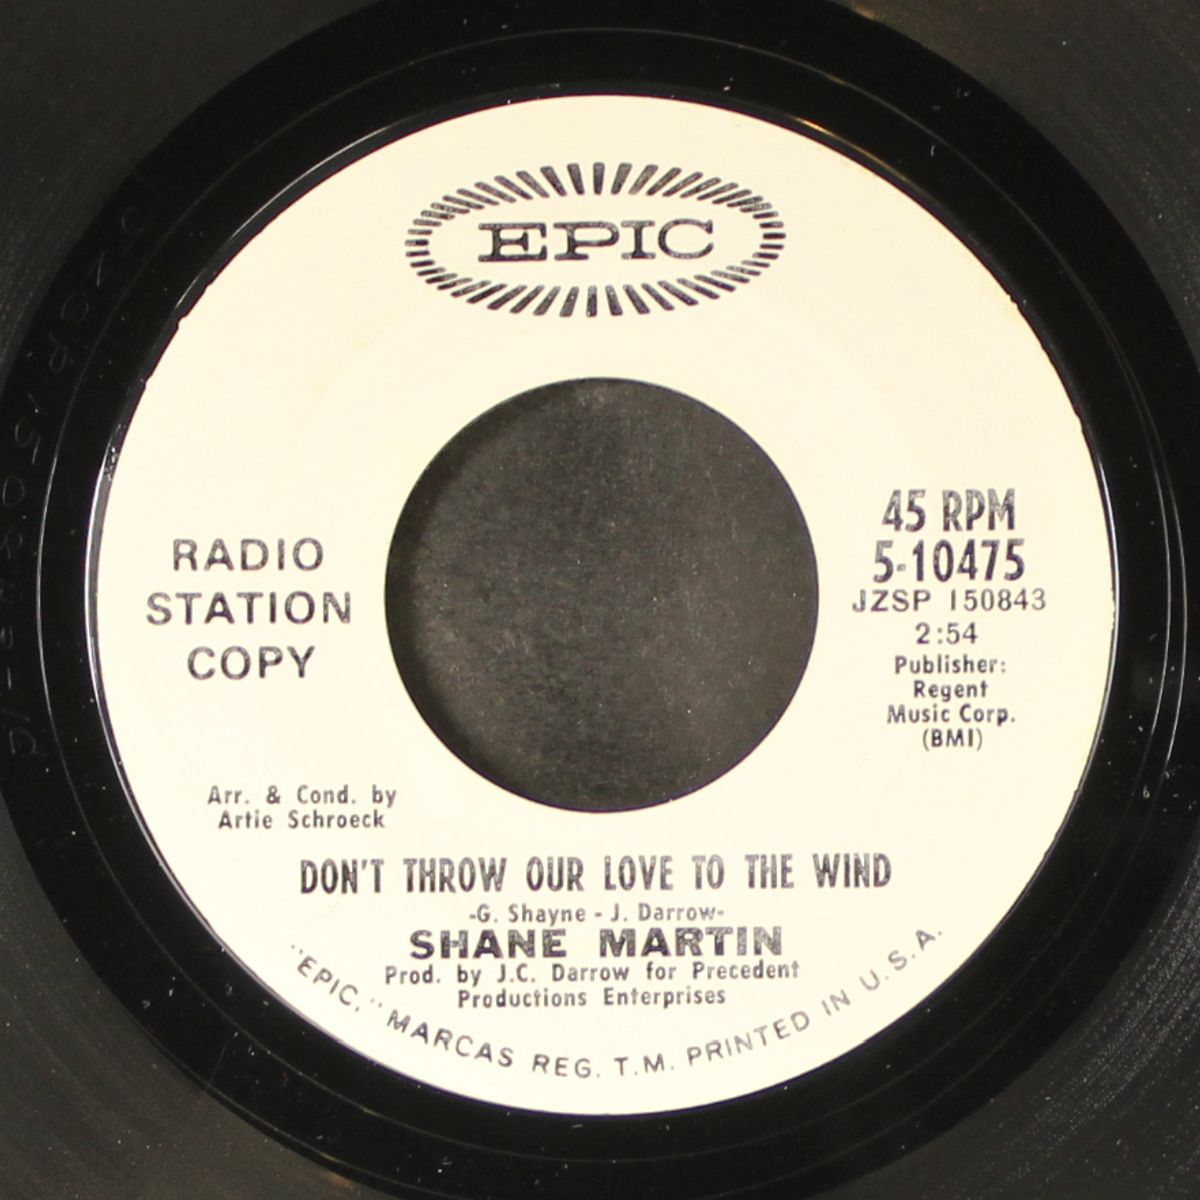 EPIC
RADIO
STATION
COPY
45 RPM
5-10475
JZSP 150843
2:54
Publisher:
Regent
Music Corp.
(BMI)
Arr. & Cond. by
Artie Schroeck
DON'T THROW OUR LOVE TO THE WIND
-G. Shayne - J. Darrow-
SHANE MARTIN
Prod. by J.C. Darrow for Precedent
Productions Enterprises
"EPIC," MARCAS REG. T.M. PRINTED IN U.S.A.